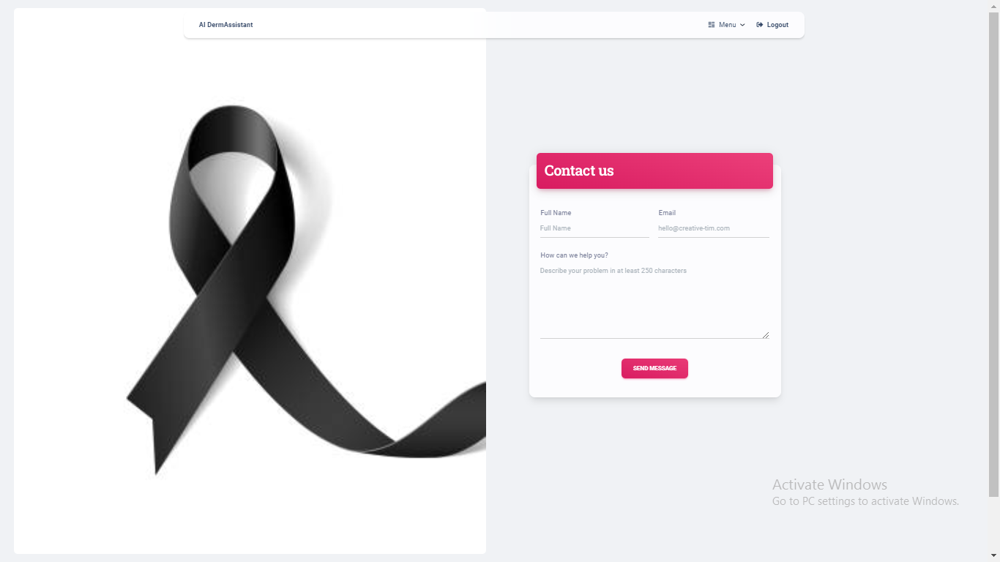 AI DermAssistant
Menu
Logout
Contact us
Full Name
Email
Full Name
hello@creative-tim.com
How can we help you?
Describe your problem in at least 250 characters
SEND MESSAGE
Activate Windows
Go to PC settings to activate Windows.